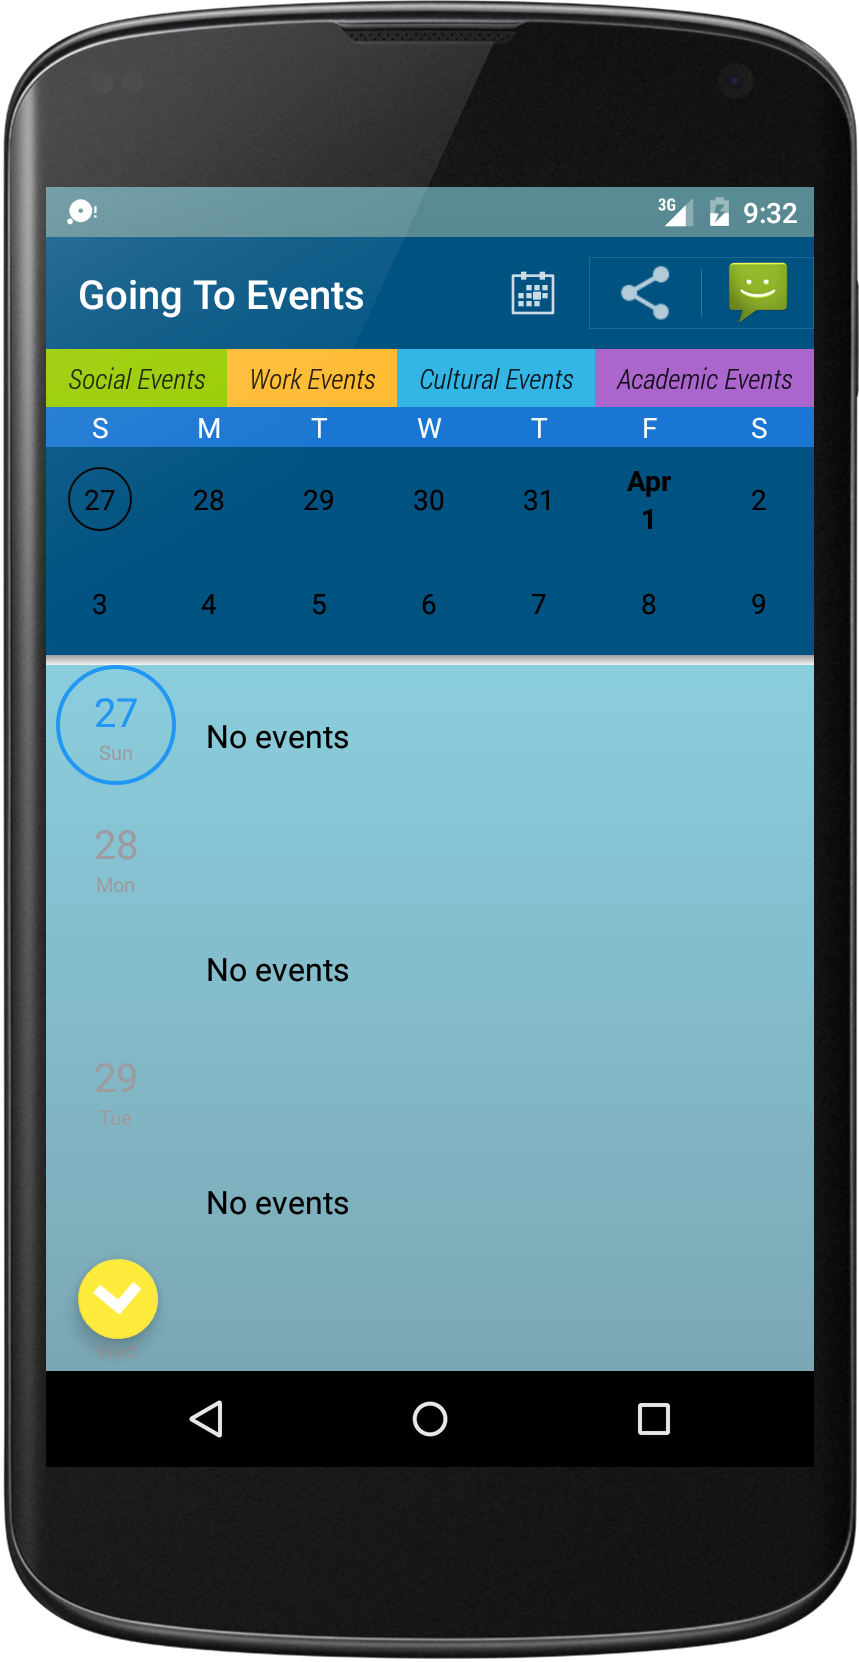 3G 9:32
Going To Events
Social Events Work Events Cultural Events Academic Events
S M T W T F S
27 28 29 30 31 Apr 1 2
3 4 5 6 7 8 9
27
Sun
No events
28
Mon
No events
29
Tue
No events
Wed